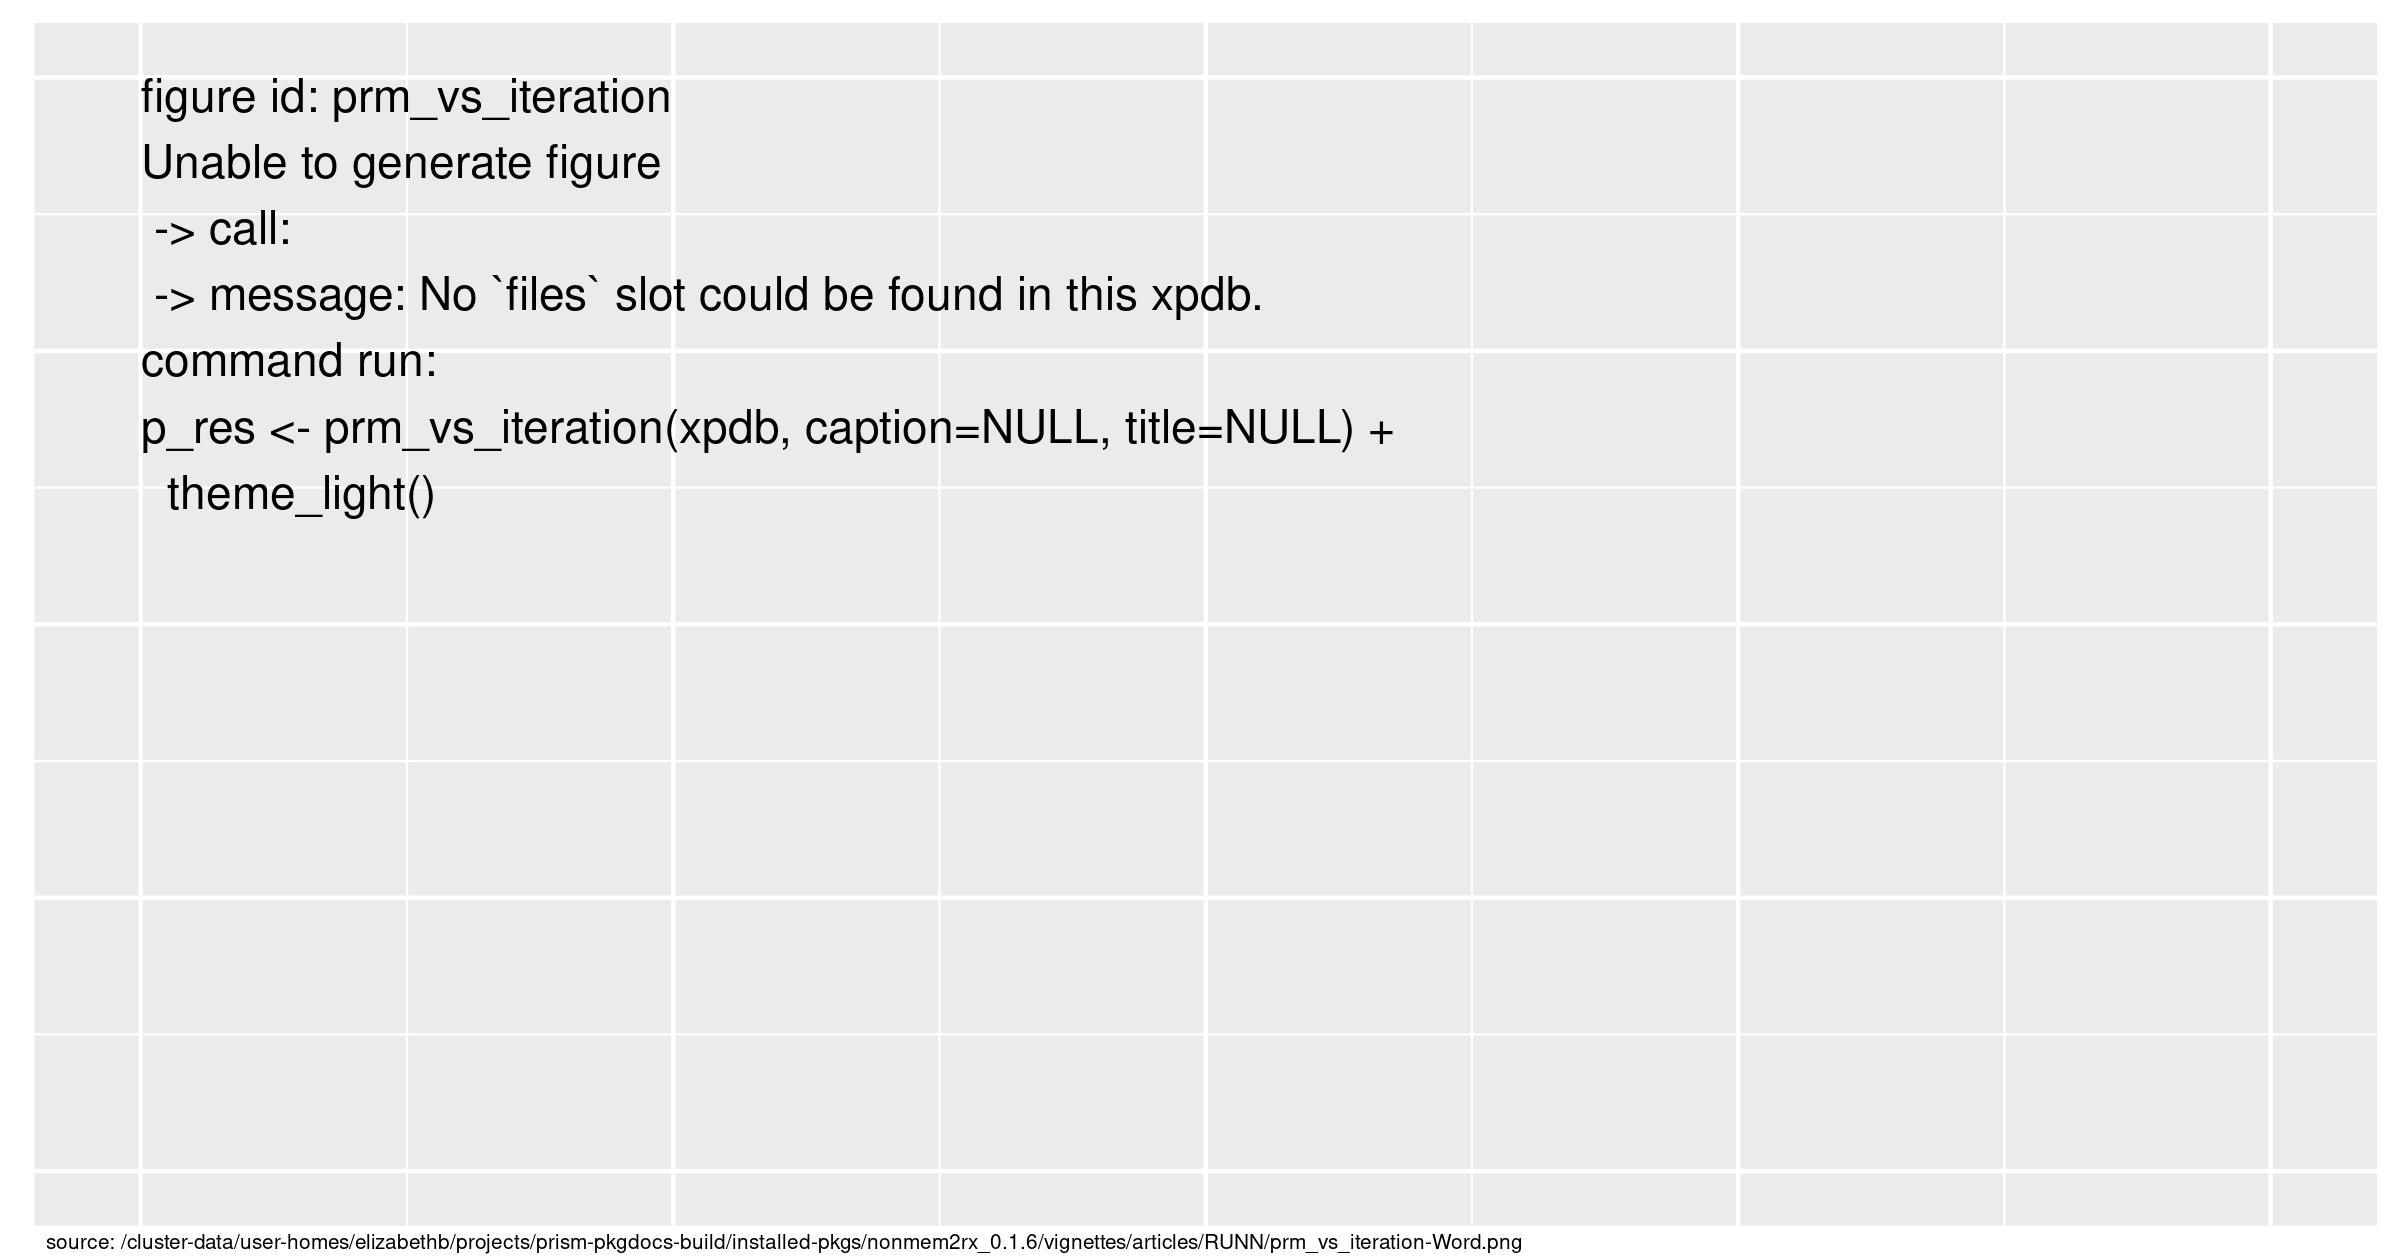 figure id: prm_vs_iteration
Unable to generate figure
 -> call:
 -> message: No `files` slot could be found in this xpdb.
command run:
p_res <- prm_vs_iteration(xpdb, caption=NULL, title=NULL) +
  theme_light()
source: /cluster-data/user-homes/elizabethb/projects/prism-pkgdocs-build/installed-pkgs/nonmem2rx_0.1.6/vignettes/articles/RUNN/prm_vs_iteration-Word.png